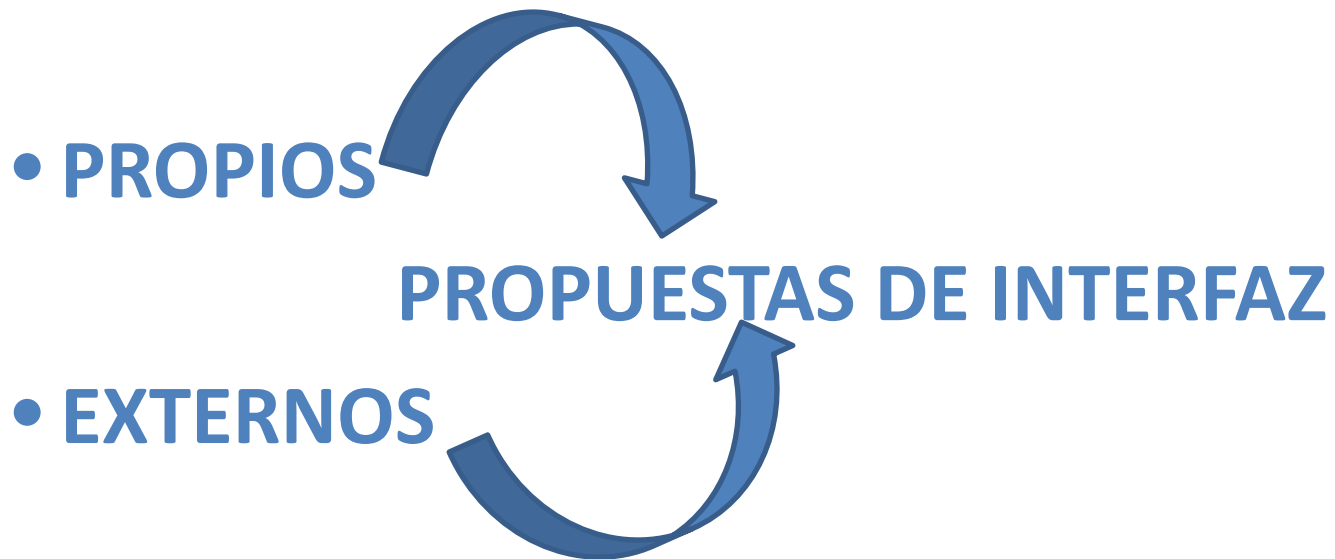 • PROPIOS
PROPUESTAS DE INTERFAZ
• EXTERNOS